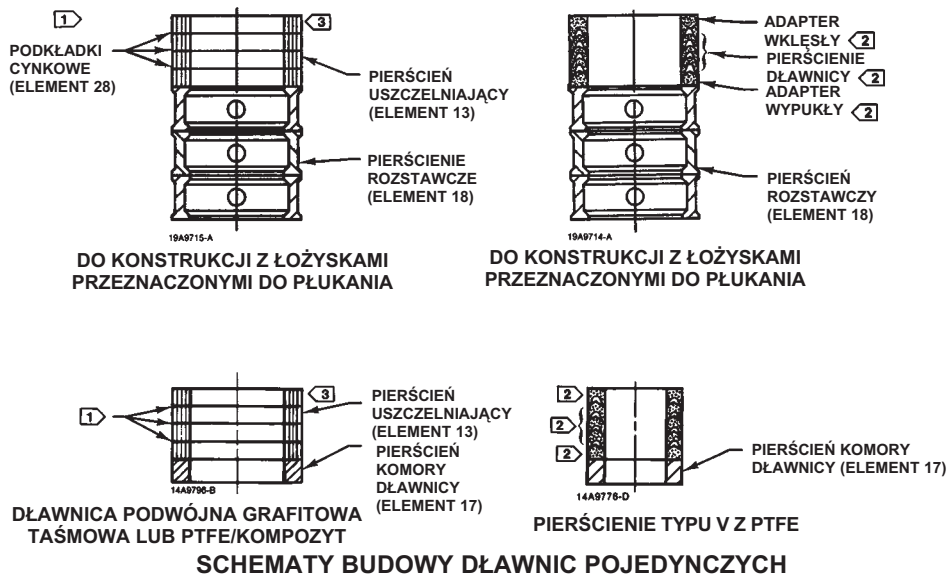 1
PODKŁADKI
CYNKOWE
(ELEMENT 28)
3
PIERŚCIEŃ
USZCZELNIAJĄCY
(ELEMENT 13)
PIERŚCIENIE
ROZSTAWCZE
(ELEMENT 18)
19A9715-A
DO KONSTRUKCJI Z ŁOŻYSKAMI
PRZEZNACZONYMI DO PŁUKANIA
ADAPTER
WKLĘSŁY 2
PIERŚCIENIE
DŁAWNICY 2
ADAPTER
WYPUKŁY 2
PIERŚCIEŃ
ROZSTAWCZY
(ELEMENT 18)
19A9714-A
DO KONSTRUKCJI Z ŁOŻYSKAMI
PRZEZNACZONYMI DO PŁUKANIA
1
3
PIERŚCIEŃ
USZCZELNIAJĄCY
(ELEMENT 13)
PIERŚCIEŃ
KOMORY
DŁAWNICY
(ELEMENT 17)
14A9796-B
DŁAWNICA PODWÓJNA GRAFITOWA
TAŚMOWA LUB PTFE/KOMPOZYT
2
2
2
PIERŚCIEŃ KOMORY
DŁAWNICY (ELEMENT 17)
14A9776-D
PIERŚCIENIE TYPU V Z PTFE
SCHEMATY BUDOWY DŁAWNIC POJEDYNCZYCH